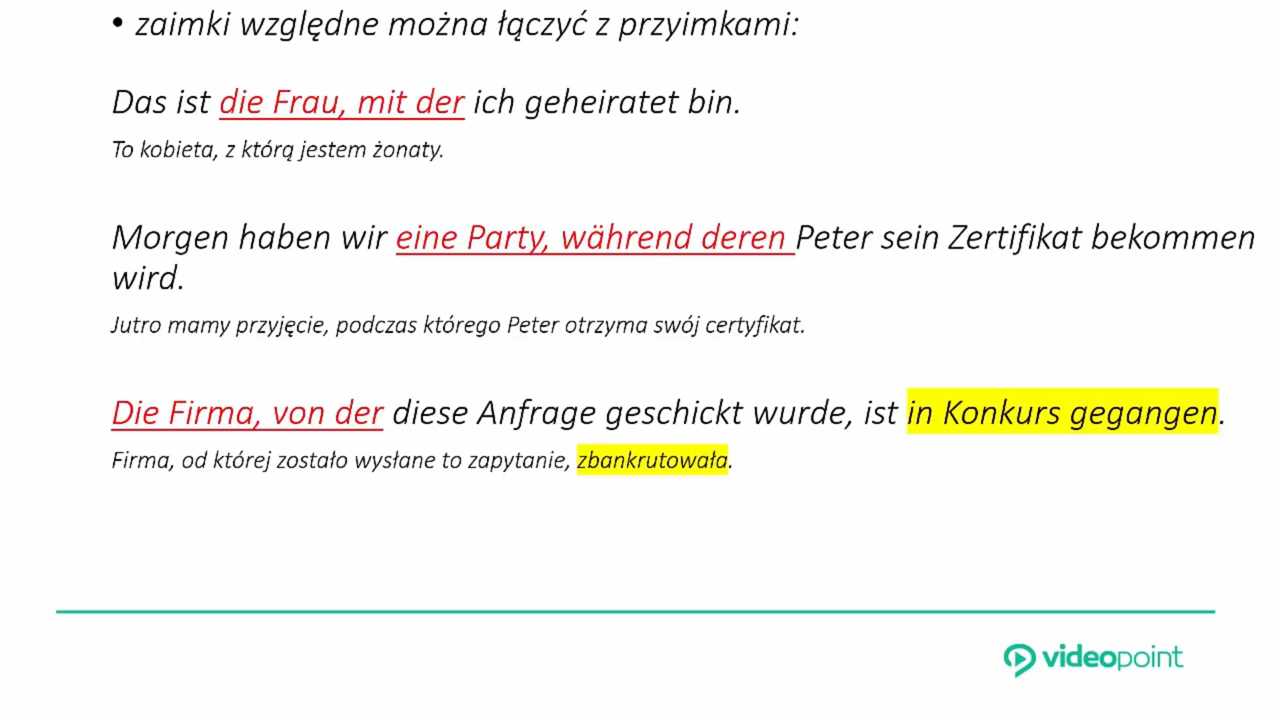 • zaimki względne można łączyć z przyimkami:
Das ist die Frau, mit der ich geheiratet bin.
To kobieta, z którą jestem żonaty.
Morgen haben wir eine Party, während deren Peter sein Zertifikat bekommen
wird.
Jutro mamy przyjęcie, podczas którego Peter otrzyma swój certyfikat.
Die Firma, von der diese Anfrage geschickt wurde, ist in Konkurs gegangen.
Firma, od której zostało wysłane to zapytanie, zbankrutowała.
videopoint